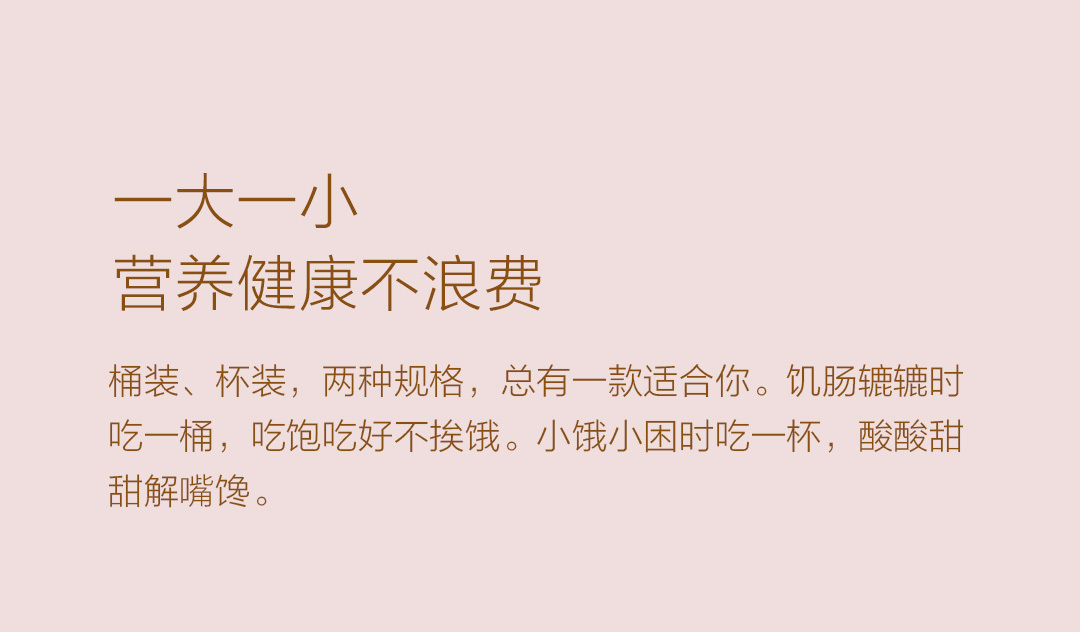 一大一小
营养健康不浪费
桶装、杯装，两种规格，总有一款适合你。饥肠辘辘时
吃一桶，吃饱吃好不挨饿。小饿小困时吃一杯，酸酸甜
甜解嘴馋。